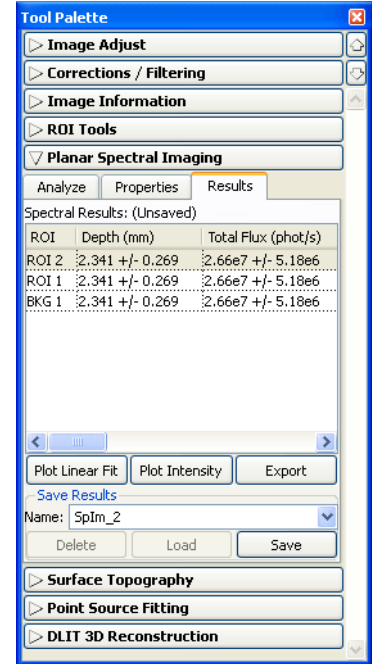 Tool Palette
Image Adjust
Corrections / Filtering
Image Information
ROI Tools
Planar Spectral Imaging
Analyze Properties Results
Spectral Results: (Unsaved)
ROI Depth (mm) Total Flux (phot/s)
ROI 2 2.341 +/- 0.269 2.66e7 +/- 5.18e6
ROI 1 2.341 +/- 0.269 2.66e7 +/- 5.18e6
BKG 1 2.341 +/- 0.269 2.66e7 +/- 5.18e6
Plot Linear Fit Plot Intensity Export
Save Results
Name: SpIm_2
Delete Load Save
Surface Topography
Point Source Fitting
DLIT 3D Reconstruction